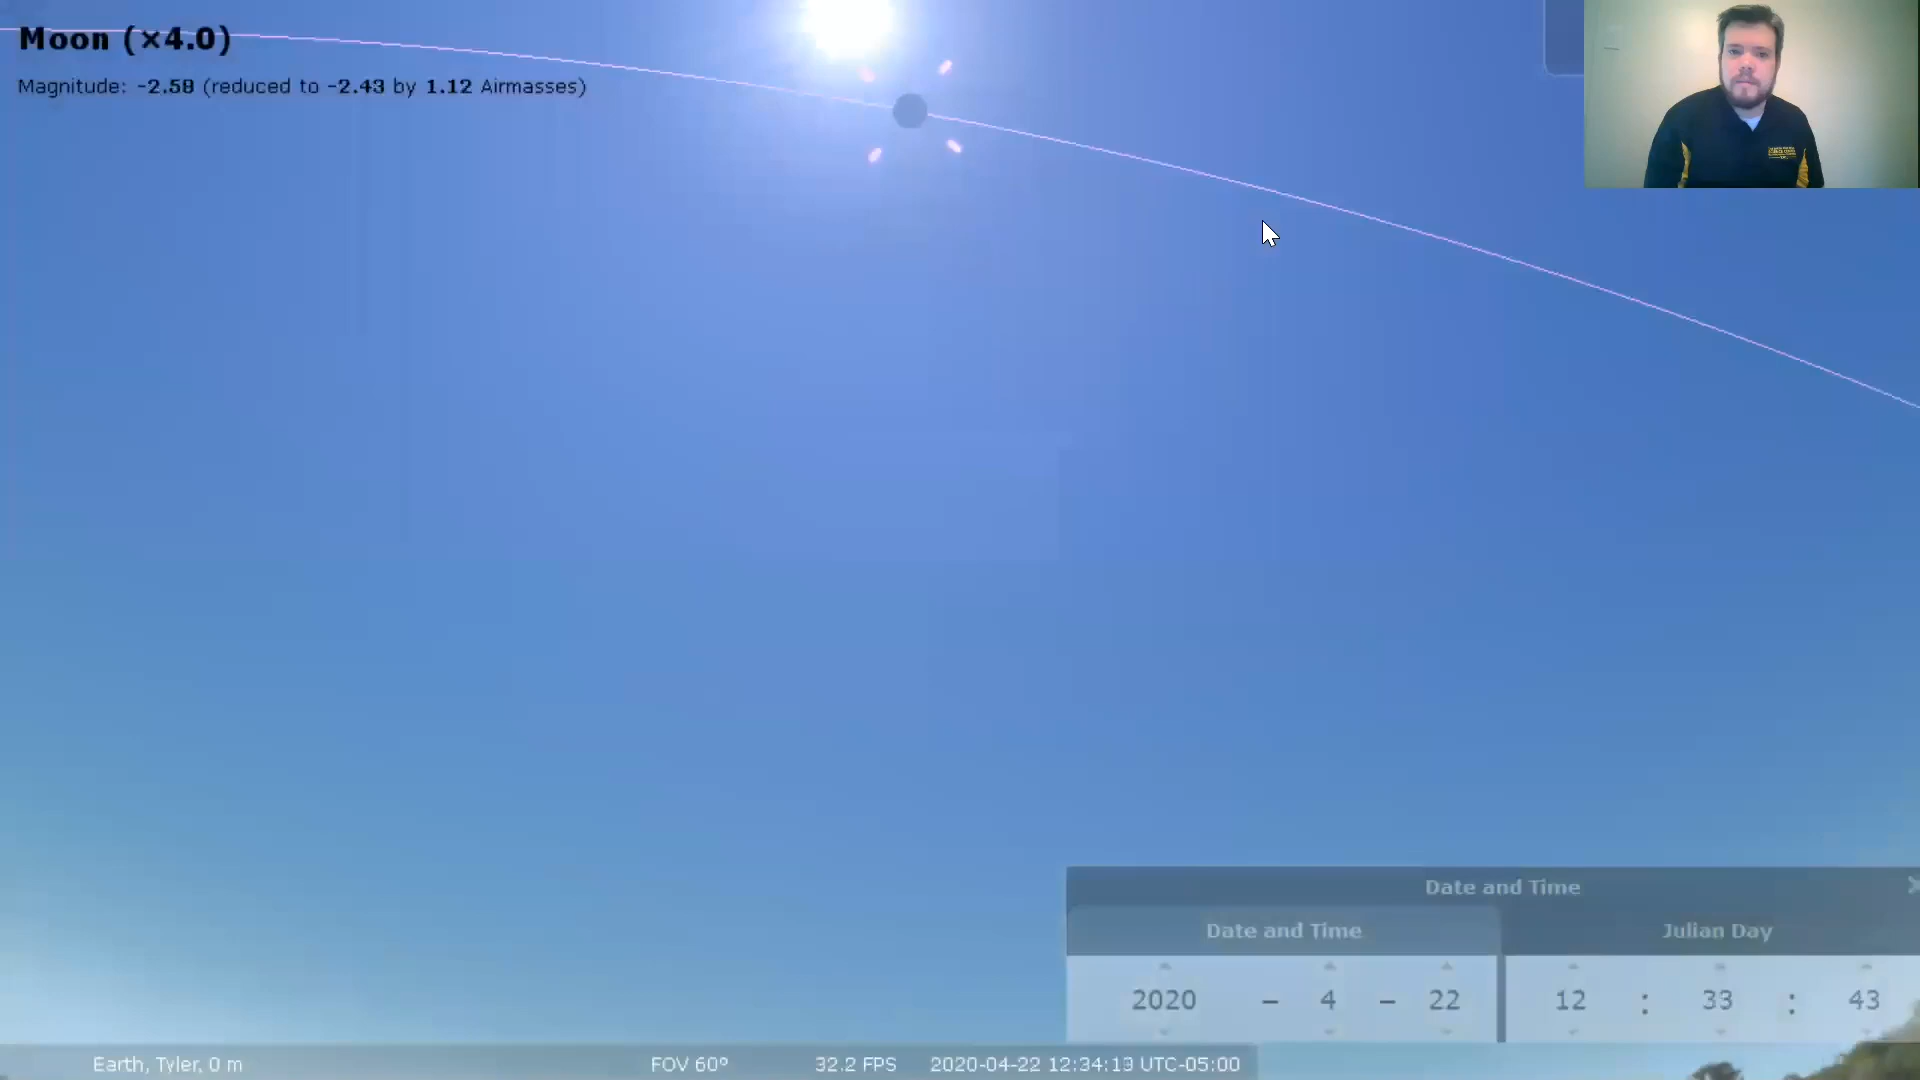 Moon (×4.0)
Magnitude: -2.58 (reduced to -2.43 by 1.12 Airmasses)
Date and Time
Date and Time
Julian Day
2020 – 4 – 22
12 : 33 : 43
Earth, Tyler, 0 m
FOV 60°
32.2 FPS
2020-04-22 12:34:13 UTC-05:00